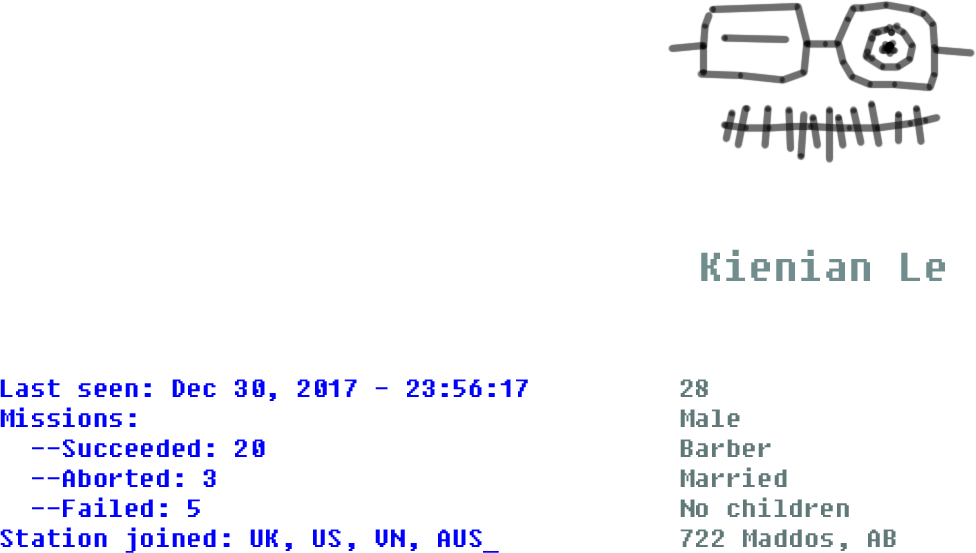 Kienian Le
Last seen: Dec 30, 2017 - 23:56:17
Missions:
--Succeeded: 20
--Aborted: 3
--Failed: 5
Station joined: UK, US, VN, AUS_
28
Male
Barber
Married
No children
722 Maddos, AB